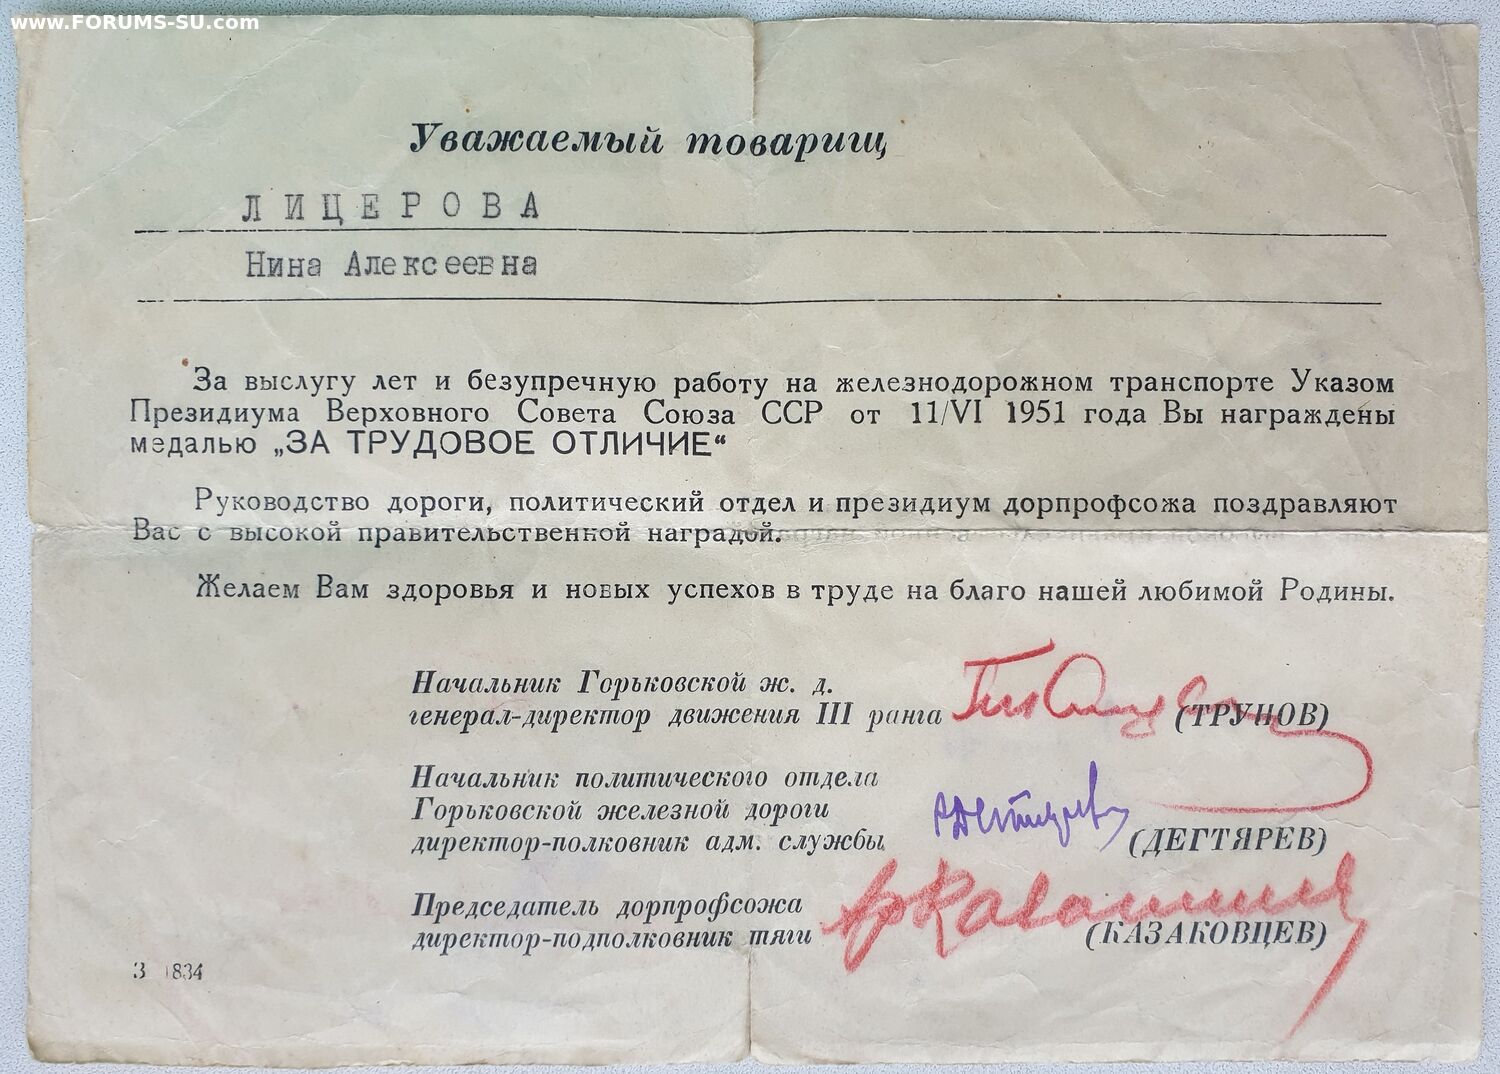 www.FORUMS-SU.com
Уважаемый товарищ
ЛИЦЕРОВА
Нина Алексеевна
За выслугу лет и безупречную работу на железнодорожном транспорте Указом
Президиума Верховного Совета Союза ССР от 11/VI 1951 года Вы награждены
медалью „ЗА ТРУДОВОЕ ОТЛИЧИЕ“
Руководство дороги, политический отдел и президиум дорпрофсожа поздравляют
Вас с высокой правительственной наградой.
Желаем Вам здоровья и новых успехов в труде на благо нашей любимой Родины.
Начальник Горьковской ж. д.
генерал-директор движения III ранга (ТРУНОВ)
Начальник политического отдела
Горьковской железной дороги
директор-полковник адм. службы (ДЕГТЯРЕВ)
Председатель дорпрофсожа
директор-подполковник тяги (КАЗАКОВЦЕВ)
З 1834